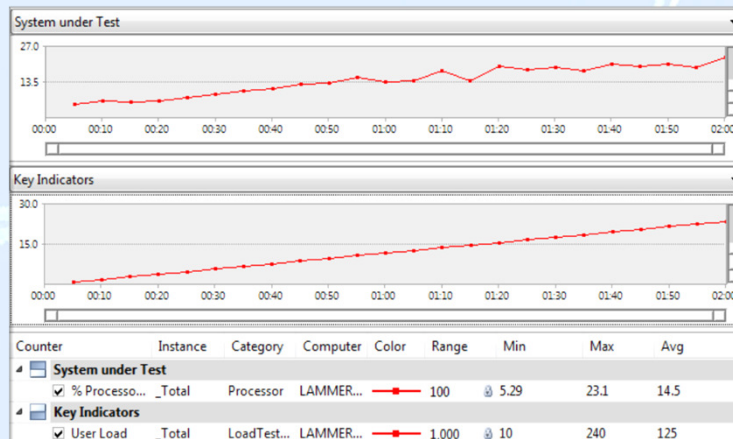 System under Test
27.0
13.5
00:00 00:10 00:20 00:30 00:40 00:50 01:00 01:10 01:20 01:30 01:40 01:50 02:00
Key Indicators
30.0
15.0
00:00 00:10 00:20 00:30 00:40 00:50 01:00 01:10 01:20 01:30 01:40 01:50 02:00
Counter Instance Category Computer Color Range Min Max Avg
System under Test
% Processo... _Total Processor LAMMER... 100 5.29 23.1 14.5
Key Indicators
User Load _Total LoadTest... LAMMER... 1.000 10 240 125